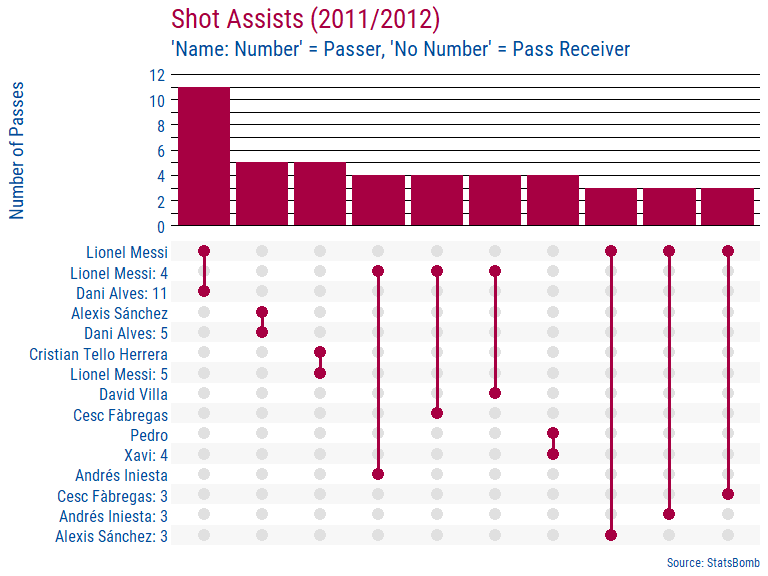 Shot Assists (2011/2012)
'Name: Number' = Passer, 'No Number' = Pass Receiver
Number of Passes
12
10
8
6
4
2
0
Lionel Messi
Lionel Messi: 4
Dani Alves: 11
Alexis Sánchez
Dani Alves: 5
Cristian Tello Herrera
Lionel Messi: 5
David Villa
Cesc Fàbregas
Pedro
Xavi: 4
Andrés Iniesta
Cesc Fàbregas: 3
Andrés Iniesta: 3
Alexis Sánchez: 3
Source: StatsBomb